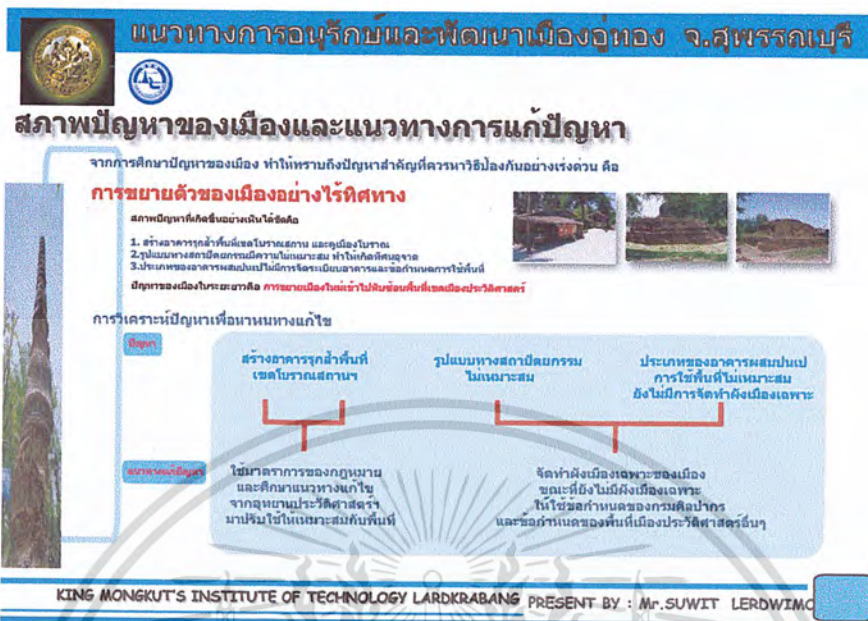 แนวทางการอนุรักษ์และพัฒนาเมืองอู่ทอง จ.สุพรรณบุรี
สภาพปัญหาของเมืองและแนวทางการแก้ปัญหา
จากการศึกษาปัญหาของเมือง ทำให้ทราบถึงปัญหาสำคัญที่ควรหาวิธีป้องกันอย่างเร่งด่วน คือ
การขยายตัวของเมืองอย่างไร้ทิศทาง
สภาพปัญหาที่เกิดขึ้นอย่างเห็นได้ชัดคือ
1. สร้างอาคารรุกล้ำพื้นที่เขตโบราณสถาน และคูเมืองโบราณ
2.รูปแบบทางสถาปัตยกรรมมีความไม่เหมาะสม ทำให้เกิดทัศนอุจาด
3.ประเภทของอาคารผสมปนเปไม่มีการจัดระเบียบอาคารและข้อกำหนดการใช้พื้นที่
ปัญหาของเมืองในระยะยาวคือ การขยายเมืองใหม่เข้าไปทับซ้อนพื้นที่เขตเมืองประวัติศาสตร์
การวิเคราะห์ปัญหาเพื่อหาหนทางแก้ไข
ปัญหา
สร้างอาคารรุกล้ำพื้นที่
เขตโบราณสถานฯ
รูปแบบทางสถาปัตยกรรม
ไม่เหมาะสม
ประเภทของอาคารผสมปนเป
การใช้พื้นที่ไม่เหมาะสม
ยังไม่มีการจัดทำผังเมืองเฉพาะ
แนวทางแก้ปัญหา
ใช้มาตราการของกฎหมาย
และศึกษาแนวทางแก้ไข
จากอุทยานประวัติศาสตร์ฯ
มาปรับใช้ให้เหมาะสมกับพื้นที่
จัดทำผังเมืองเฉพาะของเมือง
ขณะที่ยังไม่มีผังเมืองเฉพาะ
ให้ใช้ข้อกำหนดของกรมศิลปากร
และข้อกำหนดของพื้นที่เมืองประวัติศาสตร์อื่นๆ
KING MONGKUT'S INSTITUTE OF TECHNOLOGY LARDKRABANG PRESENT BY : Mr.SUWIT LERDWIMO